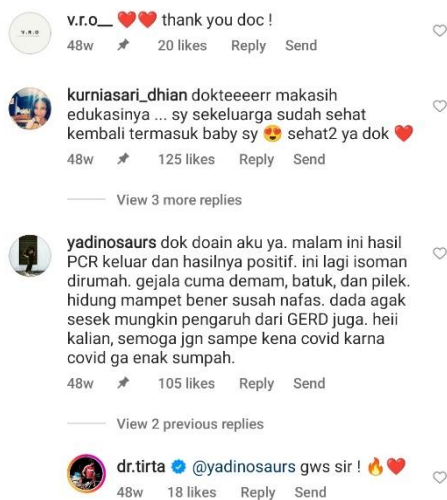 V.R.O
v.r.o__ ❤️❤️ thank you doc !
48w 20 likes Reply Send
kurniasari_dhian dokteeeerr makasih
edukasinya ... sy sekeluarga sudah sehat
kembali termasuk baby sy 😍 sehat2 ya dok ❤️
48w 125 likes Reply Send
View 3 more replies
yadinosaurs dok doain aku ya. malam ini hasil
PCR keluar dan hasilnya positif. ini lagi isoman
dirumah. gejala cuma demam, batuk, dan pilek.
hidung mampet bener susah nafas. dada agak
sesek mungkin pengaruh dari GERD juga. heii
kalian, semoga jgn sampe kena covid karna
covid ga enak sumpah.
48w 105 likes Reply Send
View 2 previous replies
dr.tirta @yadinosaurs gws sir ! 🔥❤️
48w 18 likes Reply Send